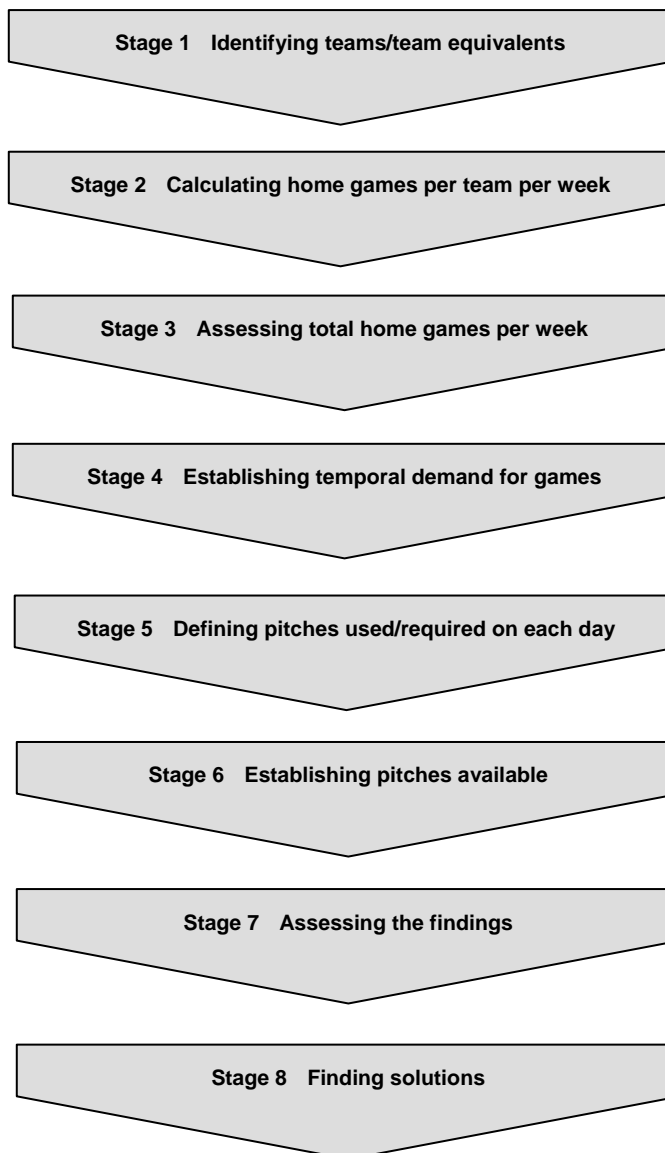 Stage 1 Identifying teams/team equivalents
Stage 2 Calculating home games per team per week
Stage 3 Assessing total home games per week
Stage 4 Establishing temporal demand for games
Stage 5 Defining pitches used/required on each day
Stage 6 Establishing pitches available
Stage 7 Assessing the findings
Stage 8 Finding solutions